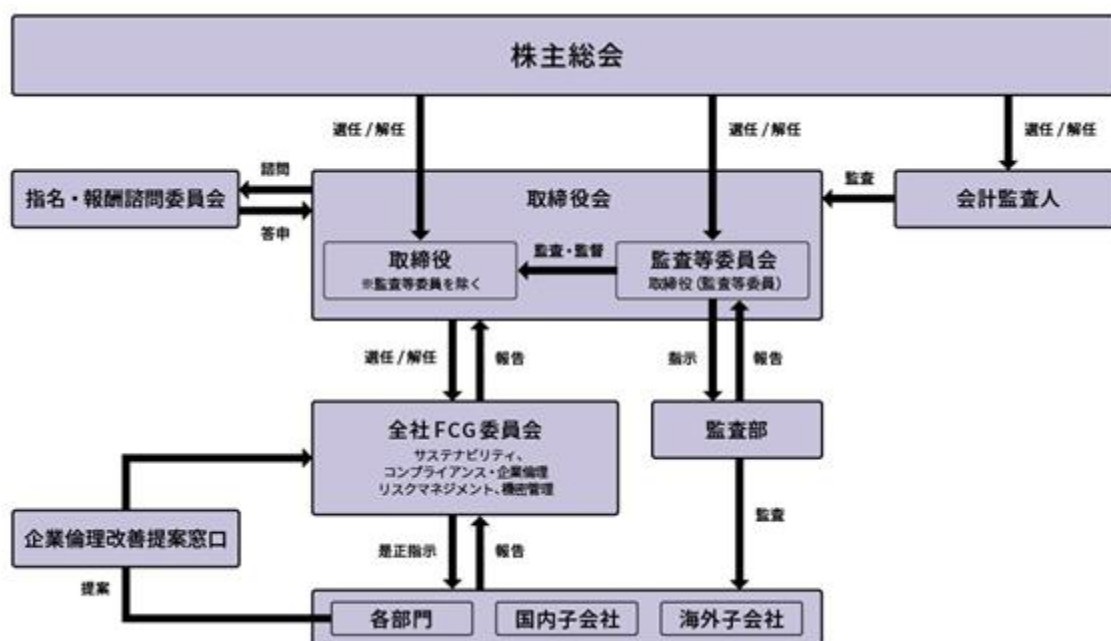 株主総会
選任 / 解任
選任 / 解任
選任 / 解任
諮問
指名・報酬諮問委員会
答申
取締役会
監査
会計監査人
取締役
※監査等委員を除く
監査・監督
監査等委員会
取締役(監査等委員)
選任 / 解任
報告
指示
報告
全社FCG委員会
サステナビリティ、
コンプライアンス・企業倫理
リスクマネジメント、機密管理
監査部
企業倫理改善提案窓口
是正指示
報告
監査
提案
各部門
国内子会社
海外子会社